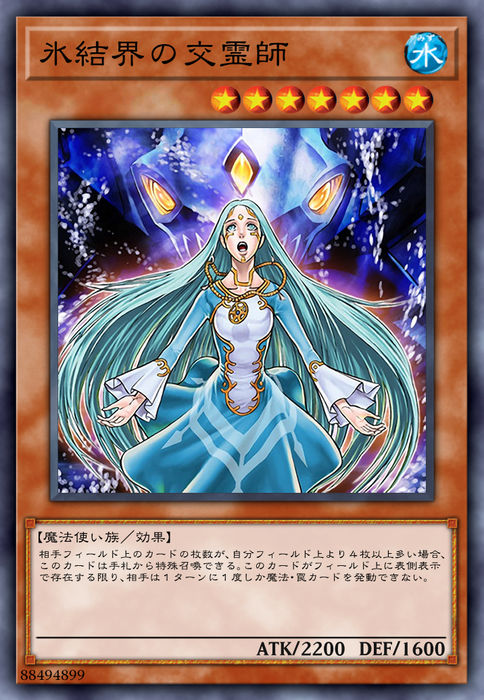 氷結界の交霊師
みず
水
【魔法使い族／効果】
相手フィールド上のカードの枚数が、自分フィールド上より４枚以上多い場合、
このカードは手札から特殊召喚できる。このカードがフィールド上に表側表示
で存在する限り、相手は１ターンに１度しか魔法・罠カードを発動できない。
ATK/2200 DEF/1600
88494899